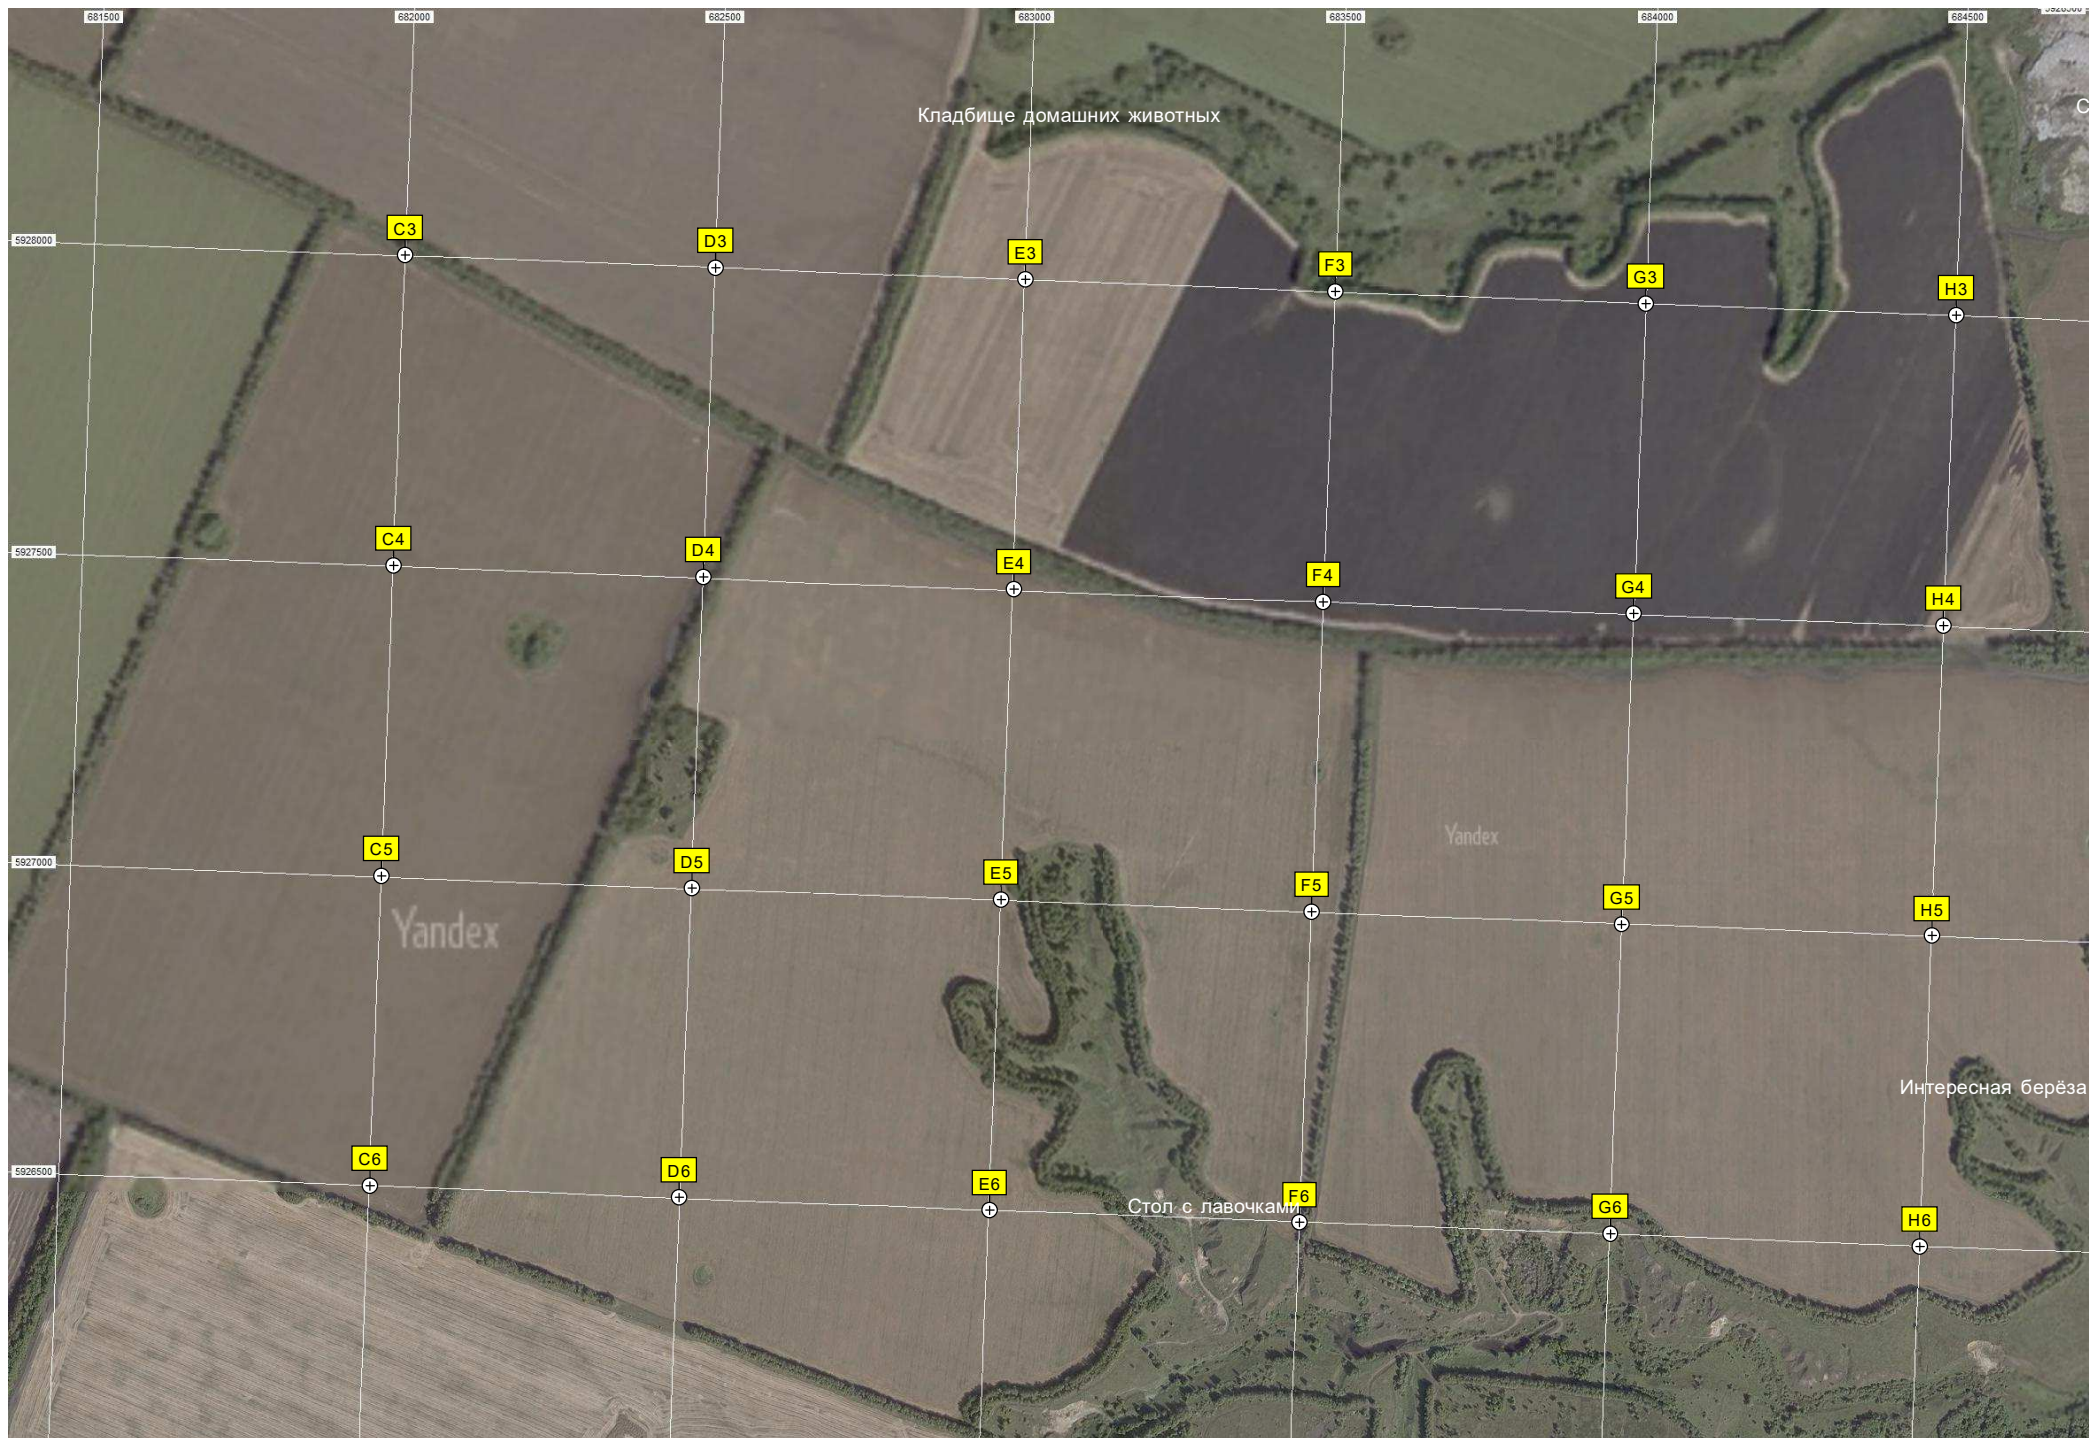 681500 682000 682500 683000 683500 684000 684500
Кладбище домашних животных
C3 D3 E3 F3 G3 H3
5928000
C4 D4 E4 F4 G4 H4
5927500
Yandex
C5 D5 E5 F5 G5 H5
5927000
Yandex
Интересная берёза
C6 D6 E6 F6 G6 H6
5926500
Стол с лавочками